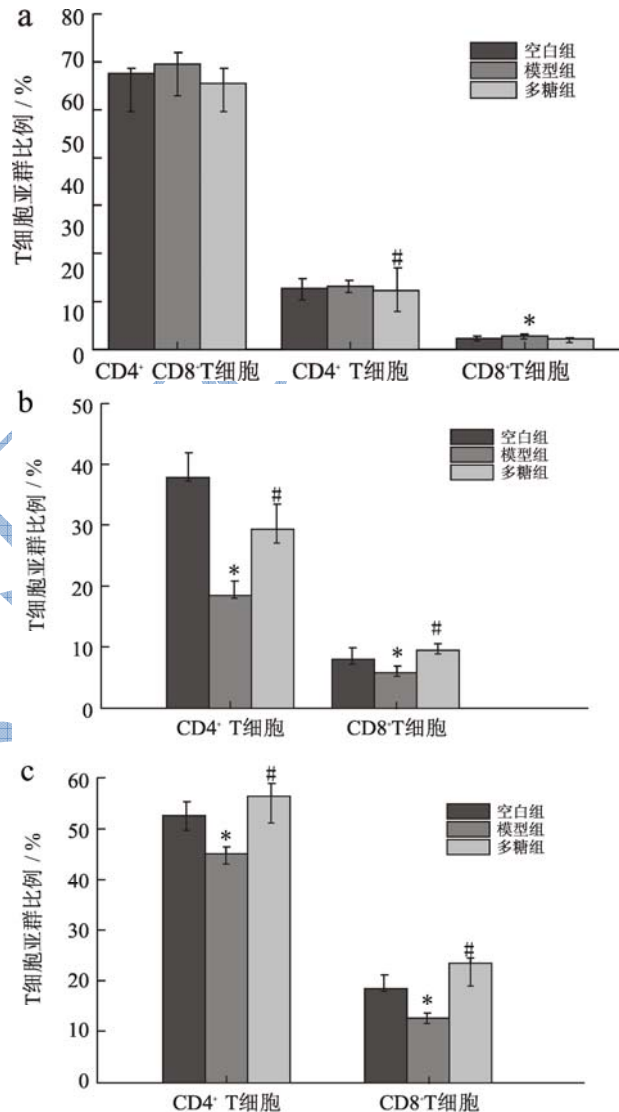 a
80
70
60
50
40
30
20
10
0
T细胞亚群比例 / %
空白组
模型组
多糖组
#
*
CD4⁺ CD8⁺T细胞
CD4⁺ T细胞
CD8⁺T细胞
b
50
40
30
20
10
0
T细胞亚群比例 / %
空白组
模型组
多糖组
#
*
#
*
CD4⁺ T细胞
CD8⁺T细胞
c
60
50
40
30
20
10
0
T细胞亚群比例 / %
空白组
模型组
多糖组
#
*
#
*
CD4⁺ T细胞
CD8⁺T细胞